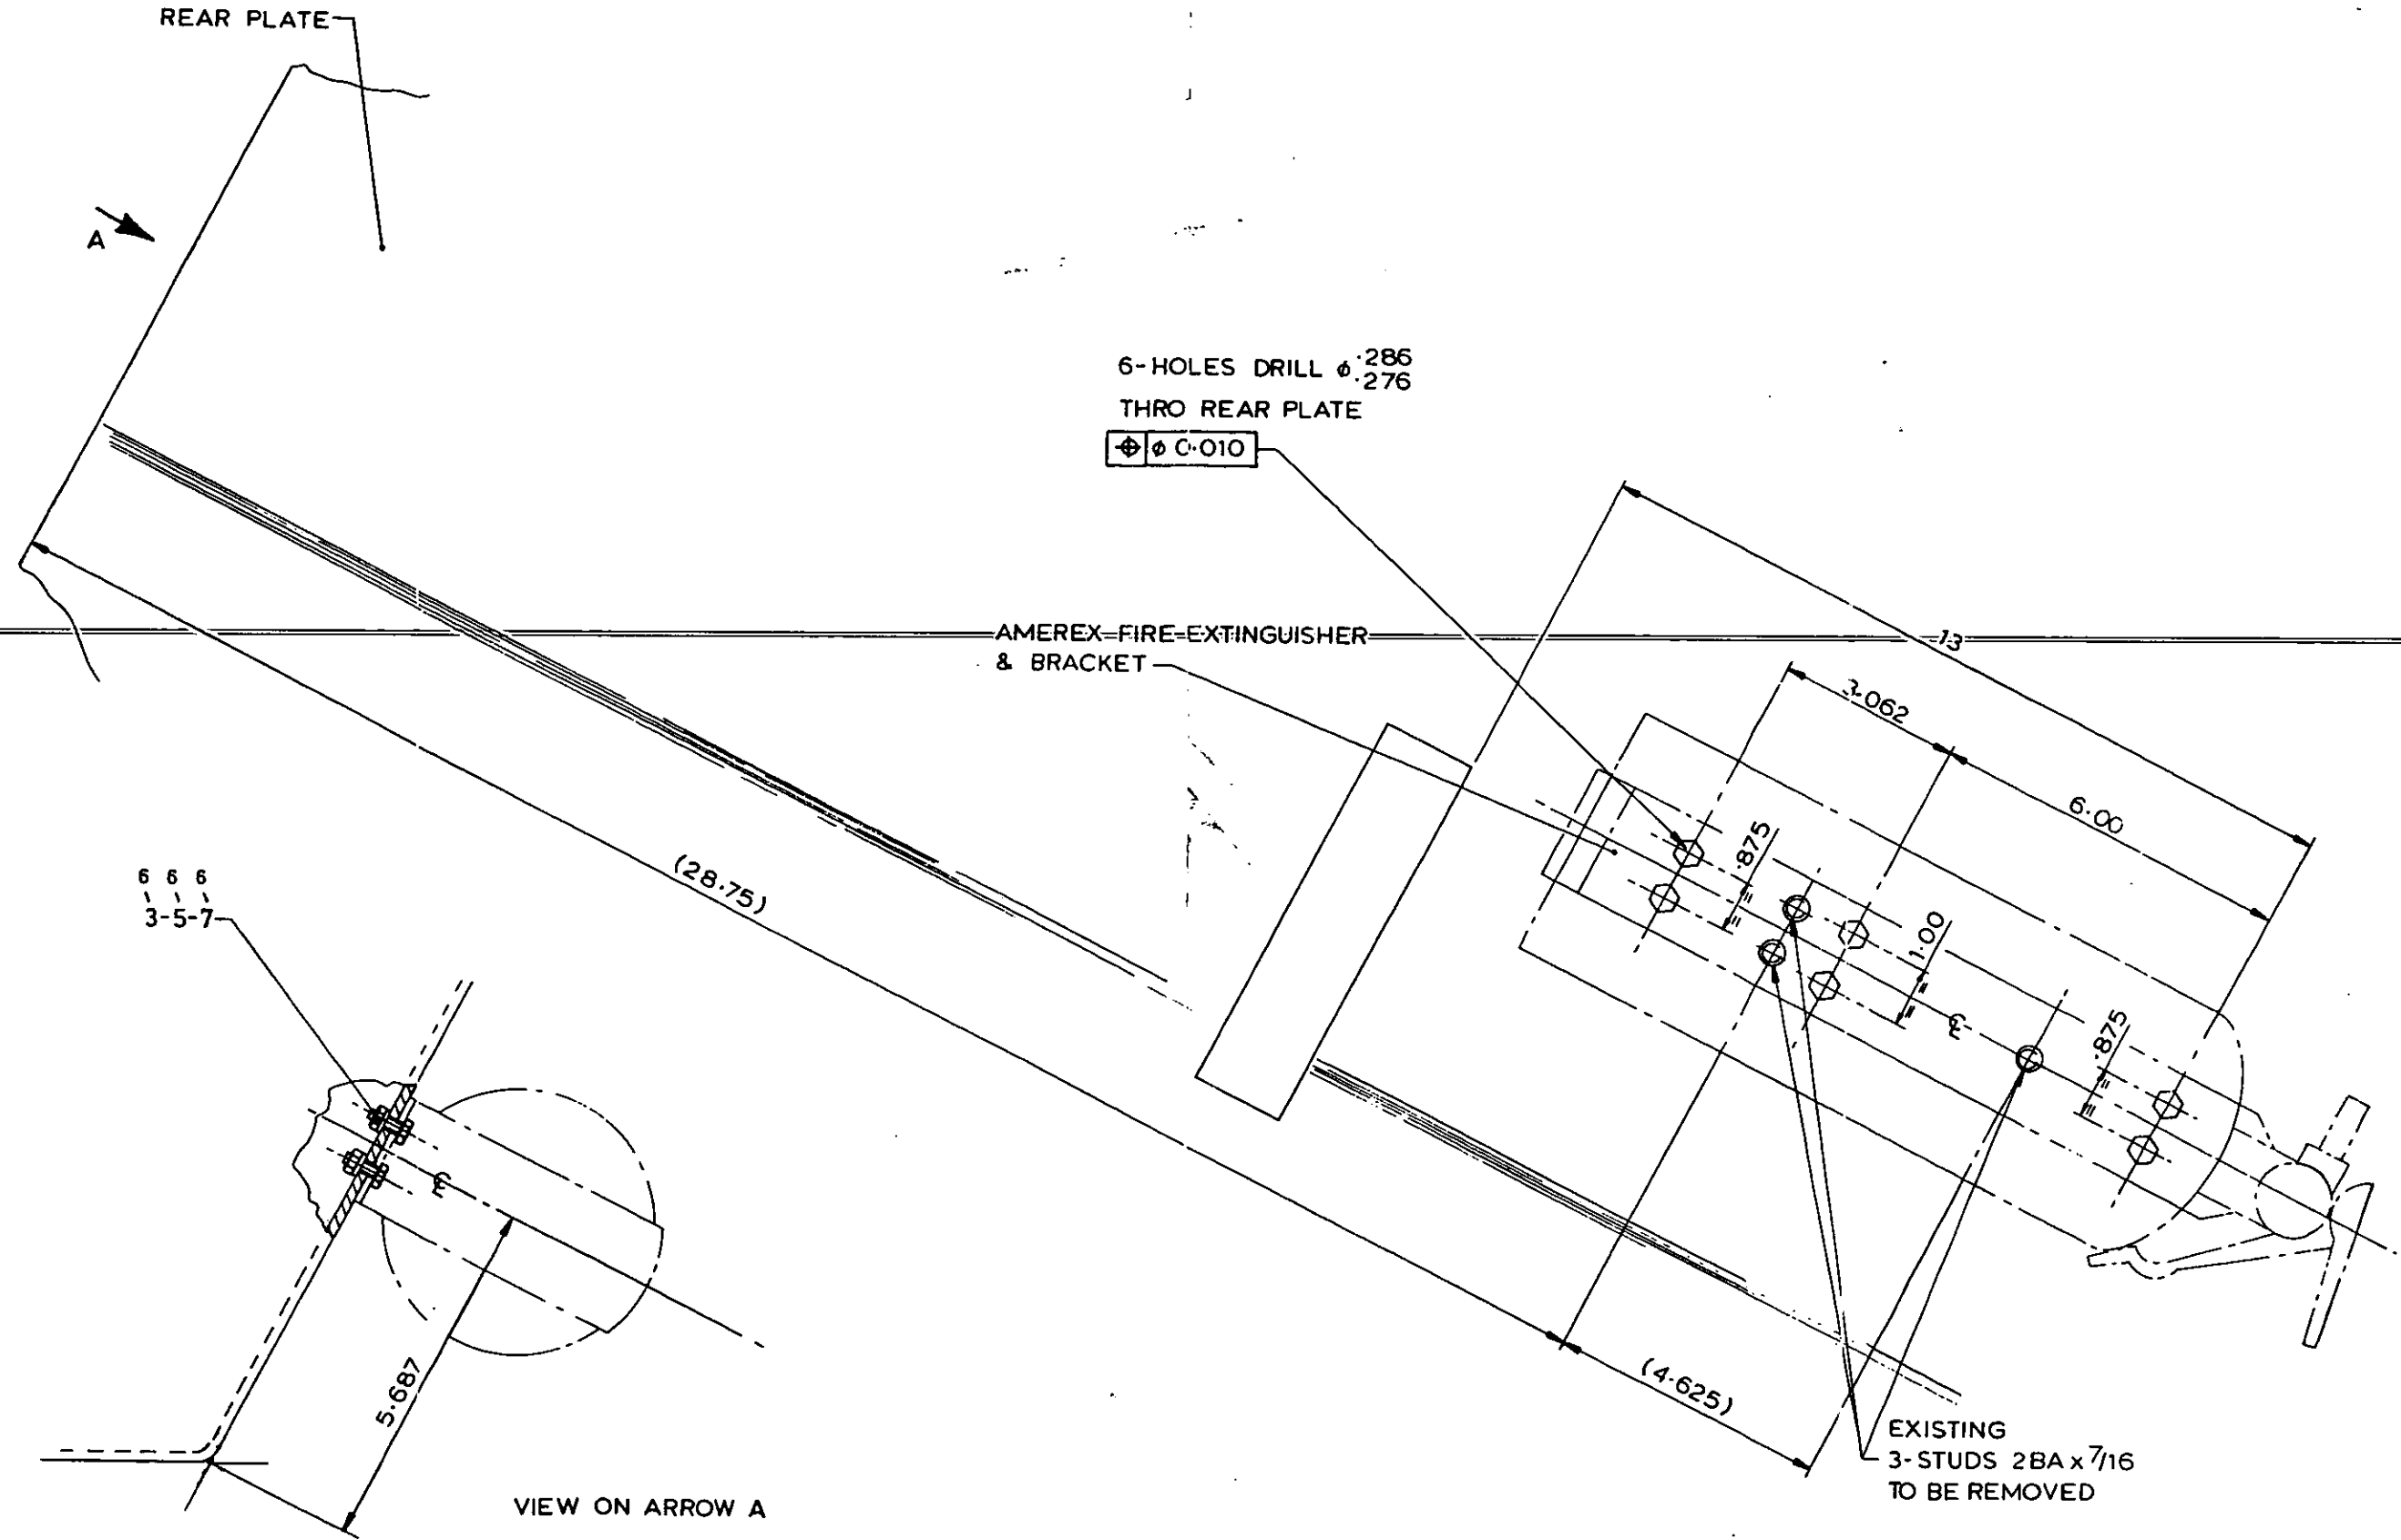 REAR PLATE
A
6-HOLES DRILL ⌀ .286
.276
THRO REAR PLATE
⌖ ⌀ 0.010
AMEREX FIRE EXTINGUISHER
& BRACKET
13
3.062
6.00
.875
=
=
1.00
=
=
℄
.875
=
=
(28.75)
6 6 6
3-5-7
℄
5.687
(4.625)
EXISTING
3-STUDS 2BA x 7/16
TO BE REMOVED
VIEW ON ARROW A